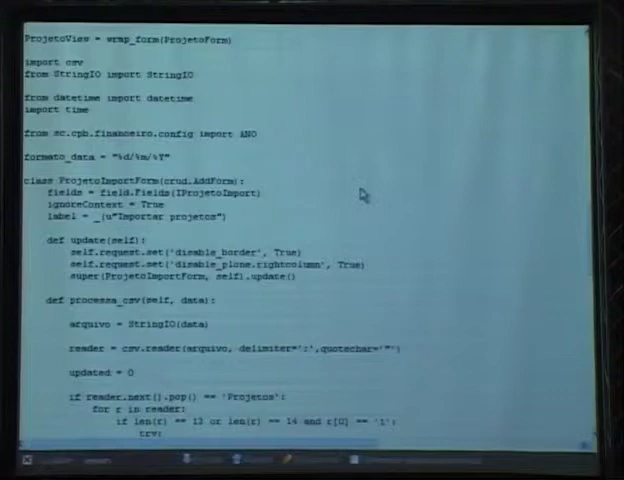 ProjetoView = wrap_form(ProjetoForm)
import csv
from StringIO import StringIO
from datetime import datetime
import time
from sc.cpb.financeiro.config import ANO
formato_data = "%d/%m/%Y"
class ProjetoImportForm(crud.AddForm):
fields = field.Fields(IProjetoImport)
ignoreContext = True
label = _(u"Importar projetos")
def update(self):
self.request.set('disable_border', True)
self.request.set('disable_plone.rightcolumn', True)
super(ProjetoImportForm, self).update()
def processa_csv(self, data):
arquivo = StringIO(data)
reader = csv.reader(arquivo, delimiter=';',quotechar='"')
updated = 0
if reader.next().pop() == 'Projetos':
for r in reader:
if len(r) == 13 or len(r) == 14 and r[0] == '1':
try: